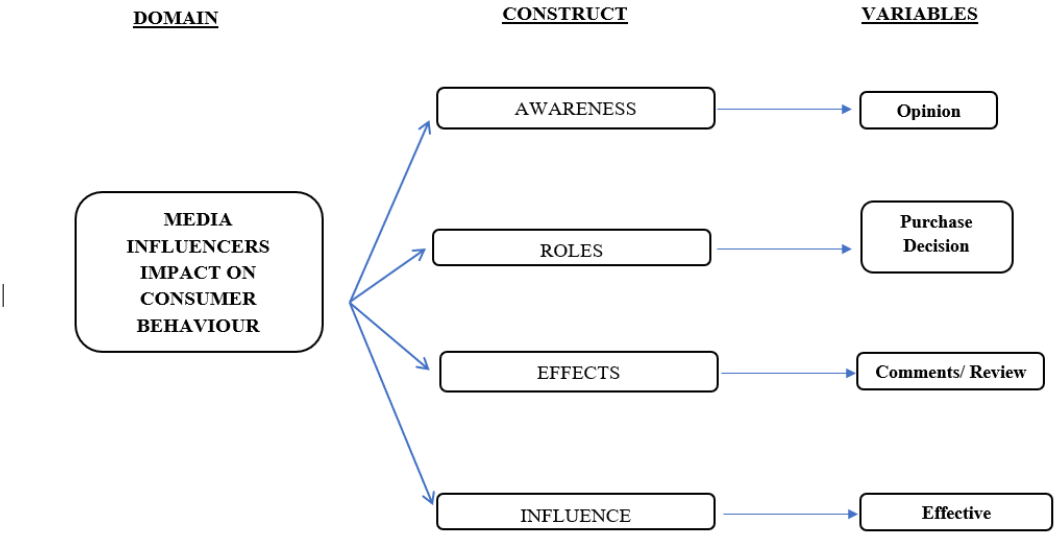 DOMAIN
CONSTRUCT
VARIABLES
AWARENESS
Opinion
MEDIA
INFLUENCERS
IMPACT ON
CONSUMER
BEHAVIOUR
ROLES
Purchase
Decision
EFFECTS
Comments/ Review
INFLUENCE
Effective